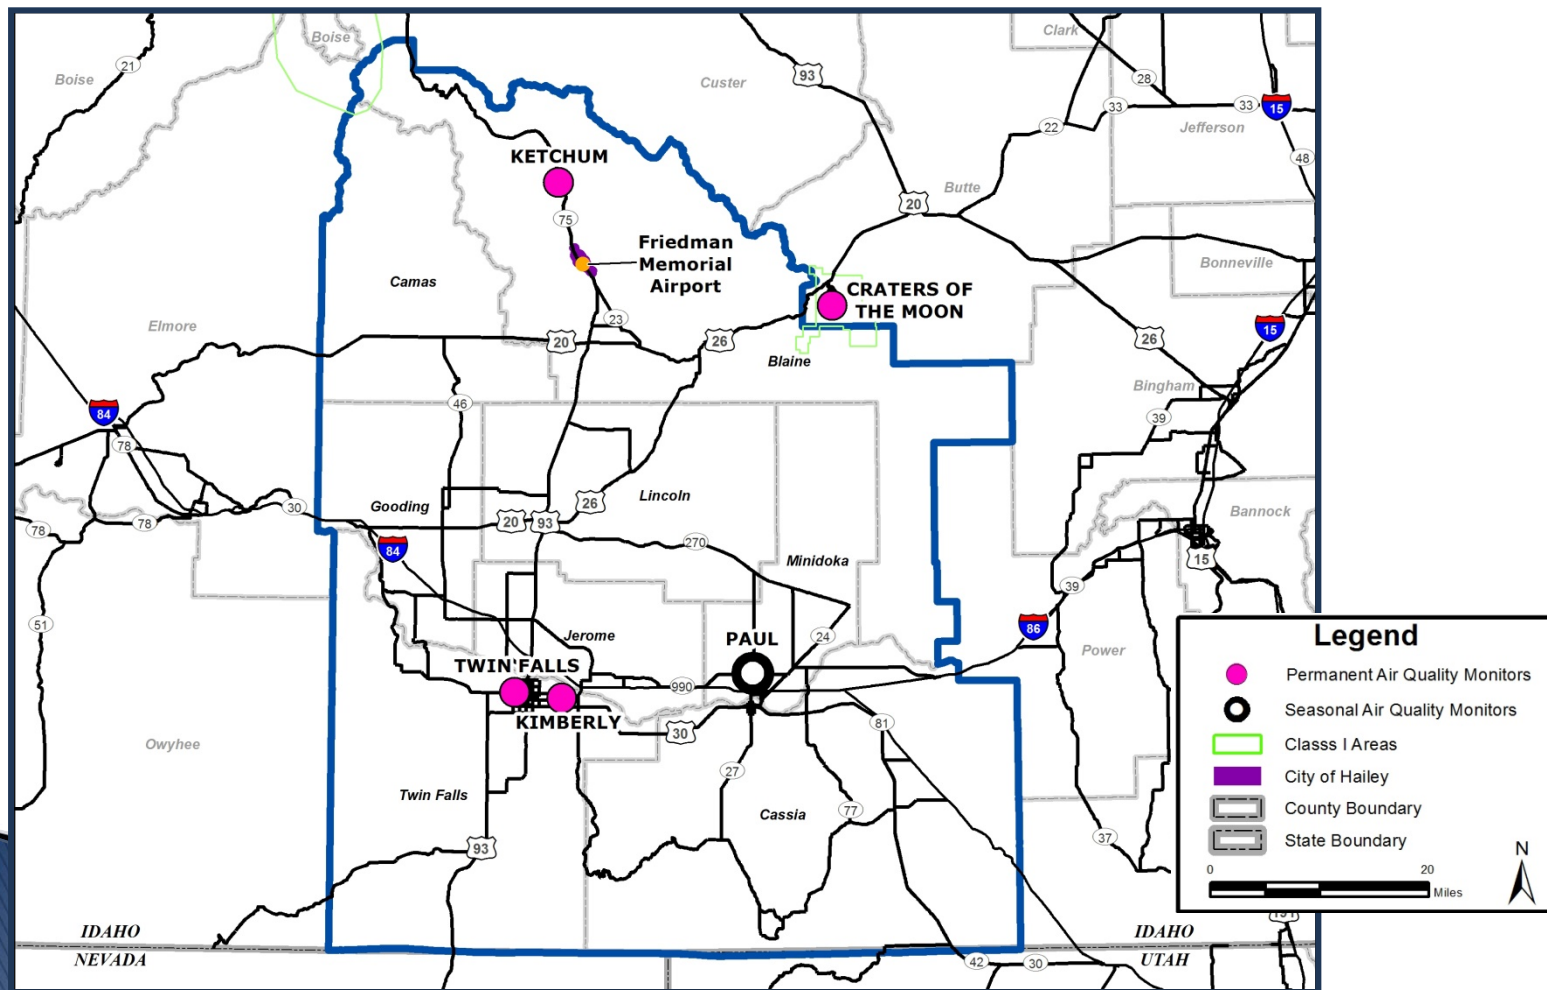 Boise
Clark
21
93
28
Boise
Custer
33
33
15
22
Jefferson
48
KETCHUM
Butte
20
75
Friedman
Memorial
Airport
Bonneville
Camas
CRATERS OF
THE MOON
23
Elmore
15
20
26
26
Blaine
Bingham
84
46
39
78
Lincoln
Gooding
26
30
78
78
20
93
Bannock
84
270
Minidoka
15
39
51
86
24
Jerome
PAUL
Power
TWIN FALLS
990
KIMBERLY
30
81
Owyhee
27
Twin Falls
77
Cassia
93
37
IDAHO
NEVADA
IDAHO
UTAH
42
30
191
Legend
Permanent Air Quality Monitors
Seasonal Air Quality Monitors
Classs I Areas
City of Hailey
County Boundary
State Boundary
N
0
20
Miles